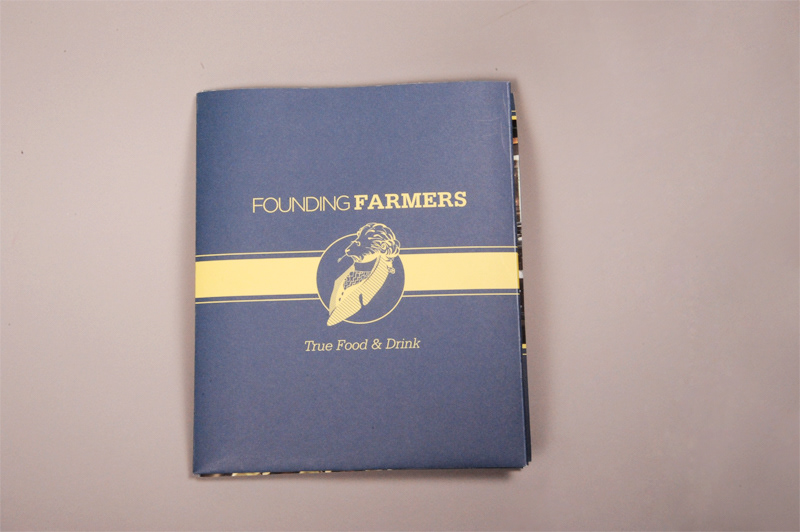 FOUNDING FARMERS
True Food & Drink